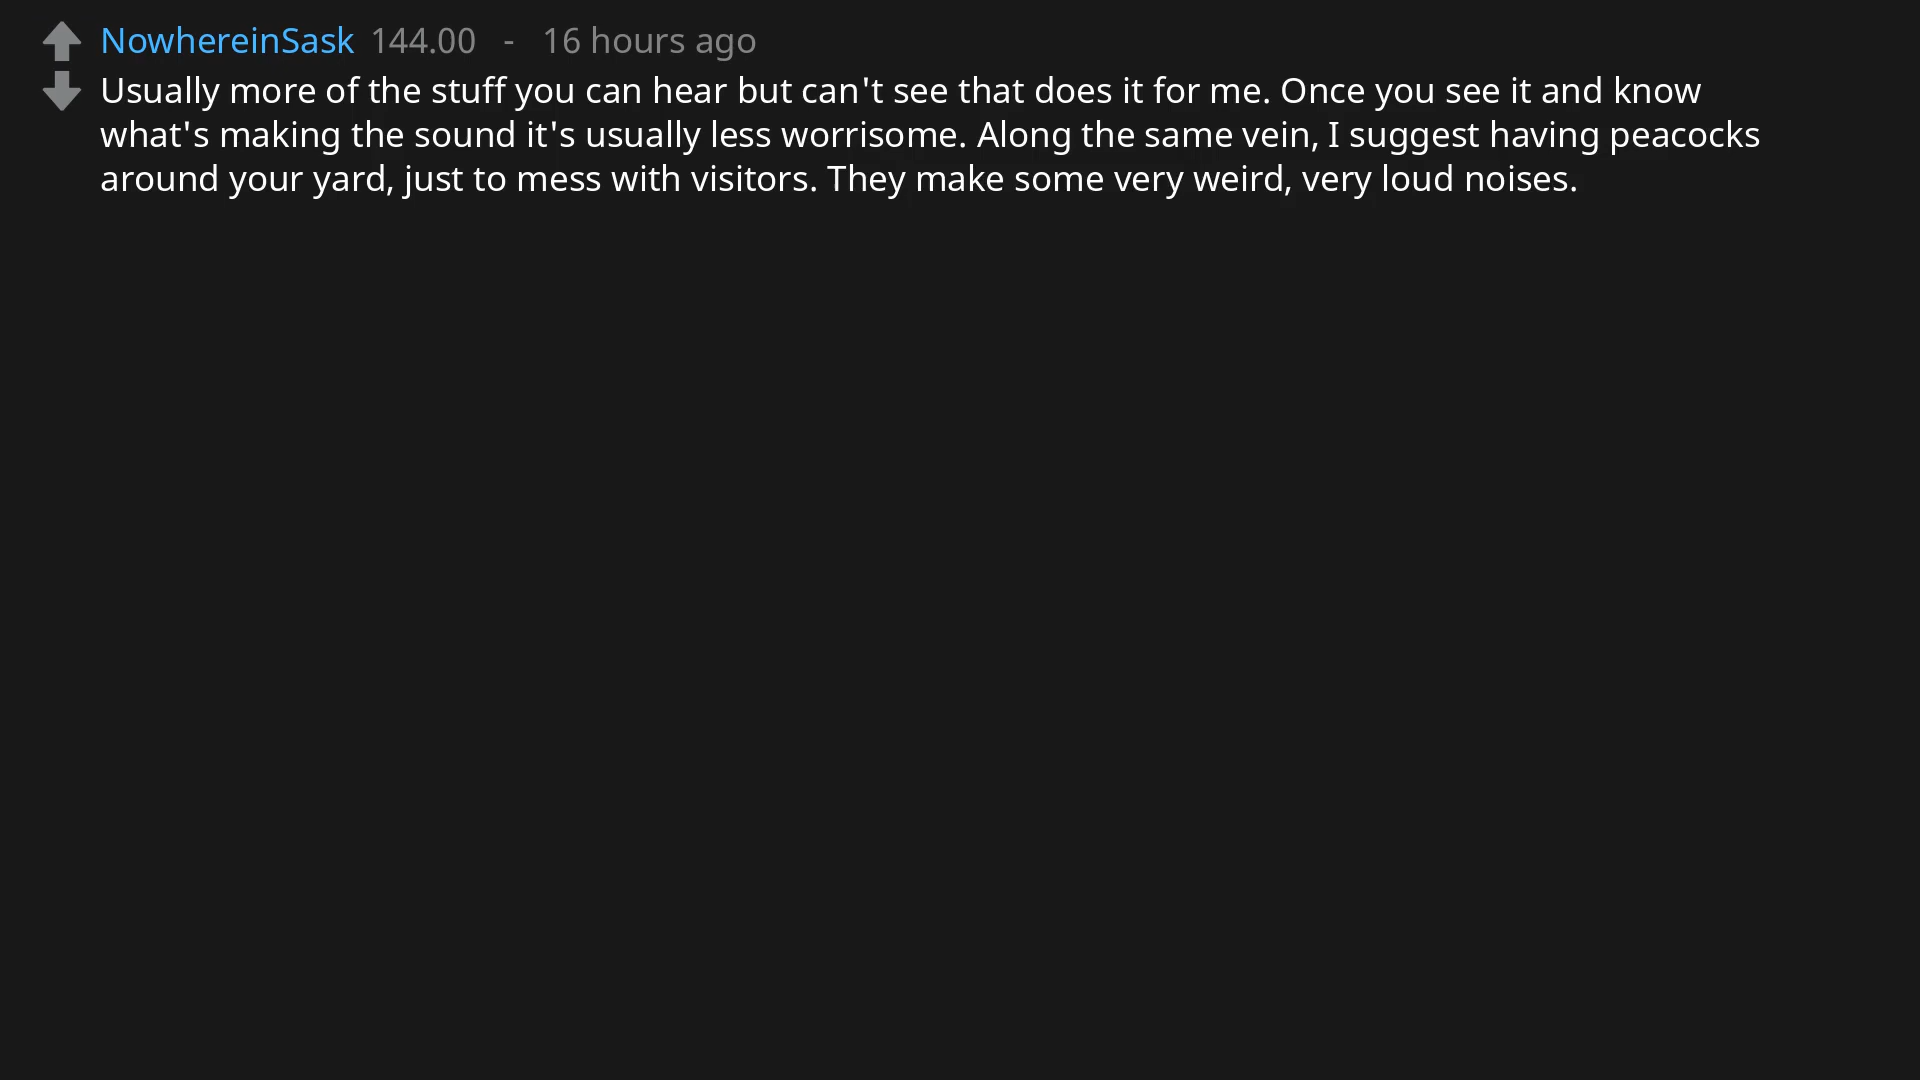 NowhereinSask 144.00 - 16 hours ago
Usually more of the stuff you can hear but can't see that does it for me. Once you see it and know
what's making the sound it's usually less worrisome. Along the same vein, I suggest having peacocks
around your yard, just to mess with visitors. They make some very weird, very loud noises.